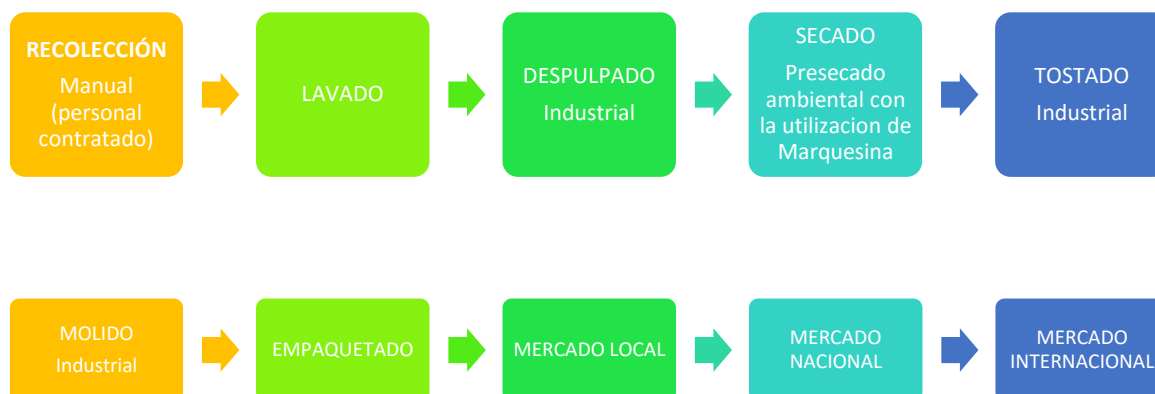 RECOLECCIÓN
Manual
(personal
contratado)
LAVADO
DESPULPADO
Industrial
SECADO
Presecado
ambiental con
la utilizacion de
Marquesina
TOSTADO
Industrial
MOLIDO
Industrial
EMPAQUETADO
MERCADO LOCAL
MERCADO
NACIONAL
MERCADO
INTERNACIONAL